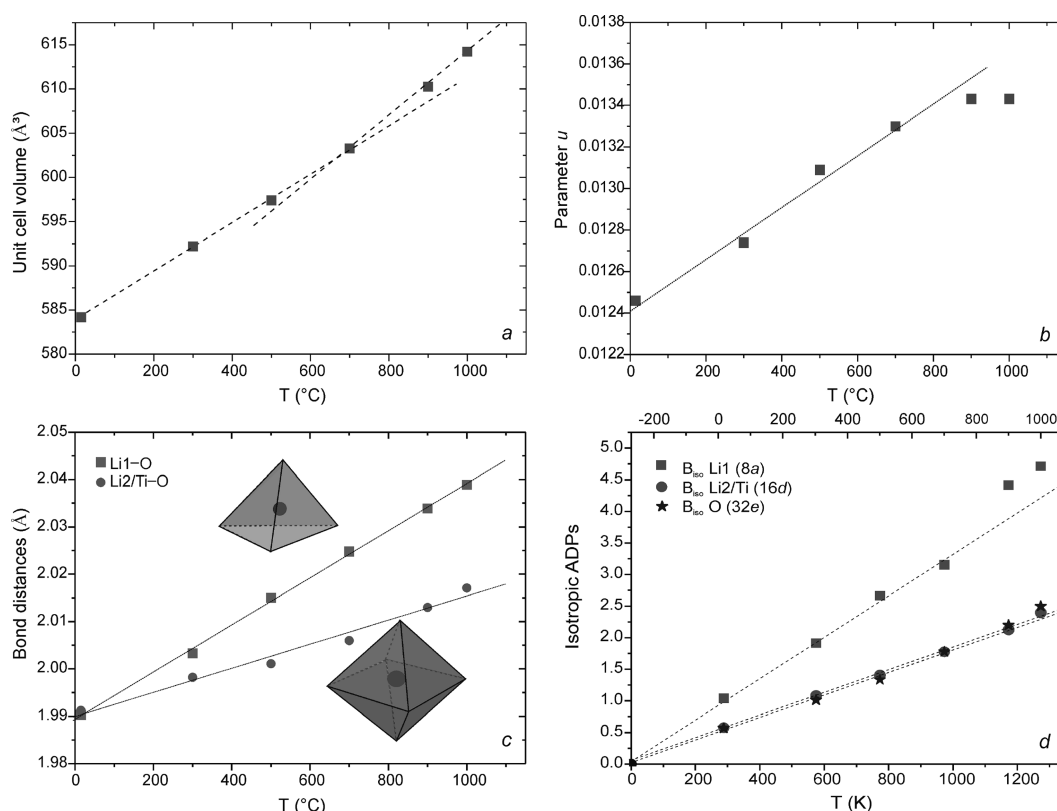 615
610
605
600
595
590
585
580
Unit cell volume (Å³)
0 200 400 600 800 1000
T (°C)
a
0.0138
0.0136
0.0134
0.0132
0.0130
0.0128
0.0126
0.0124
0.0122
Parameter u
0 200 400 600 800 1000
T (°C)
b
2.05
2.04
2.03
2.02
2.01
2.00
1.99
1.98
Bond distances (Å)
Li1–O
Li2/Ti–O
0 200 400 600 800 1000
T (°C)
c
-200 0 200 400 600 800 1000
5.0
4.5
4.0
3.5
3.0
2.5
2.0
1.5
1.0
0.5
0.0
Isotropic ADPs
Biso Li1 (8a)
Biso Li2/Ti (16d)
Biso O (32e)
0 200 400 600 800 1000 1200
T (K)
d